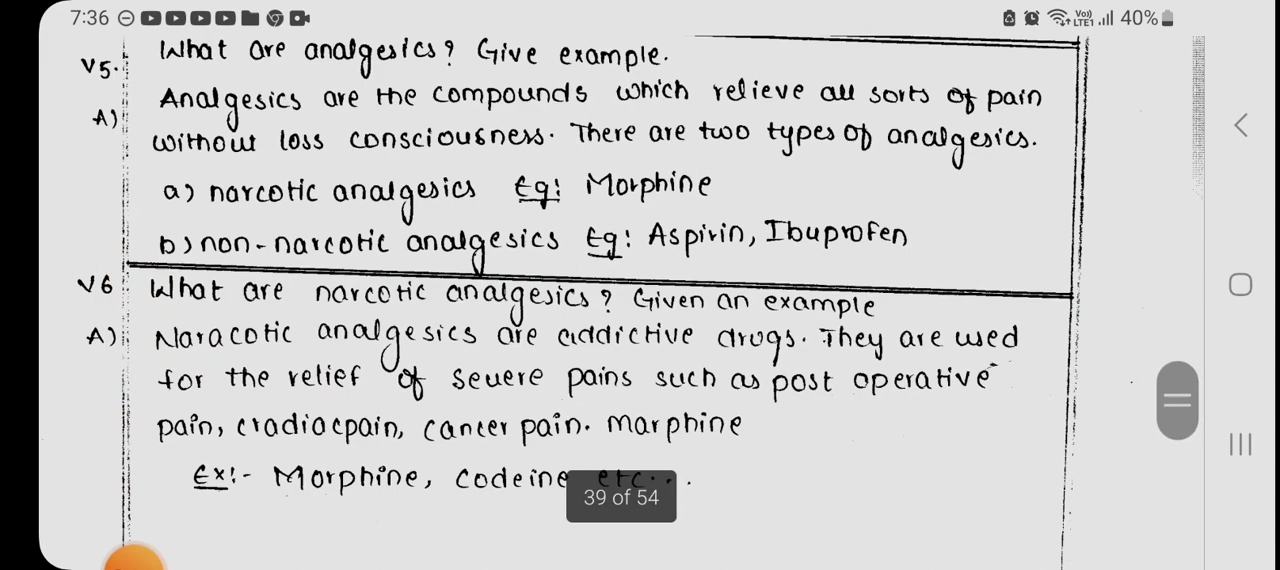 7:36
Vo))
LTE1
40%
V5. What are analgesics? Give example.
A) Analgesics are the compounds which relieve all sorts of pain
without loss consciousness. There are two types of analgesics.
a) narcotic analgesics Eg: Morphine
b) non-narcotic analgesics Eg: Aspirin, Ibuprofen
V6 What are narcotic analgesics? Given an example
A) Naracotic analgesics are addictive drugs. They are used
for the relief of severe pains such as post operative
pain, cradiacpain, cancer pain. marphine
Ex:- Morphine, codeine etc...
39 of 54